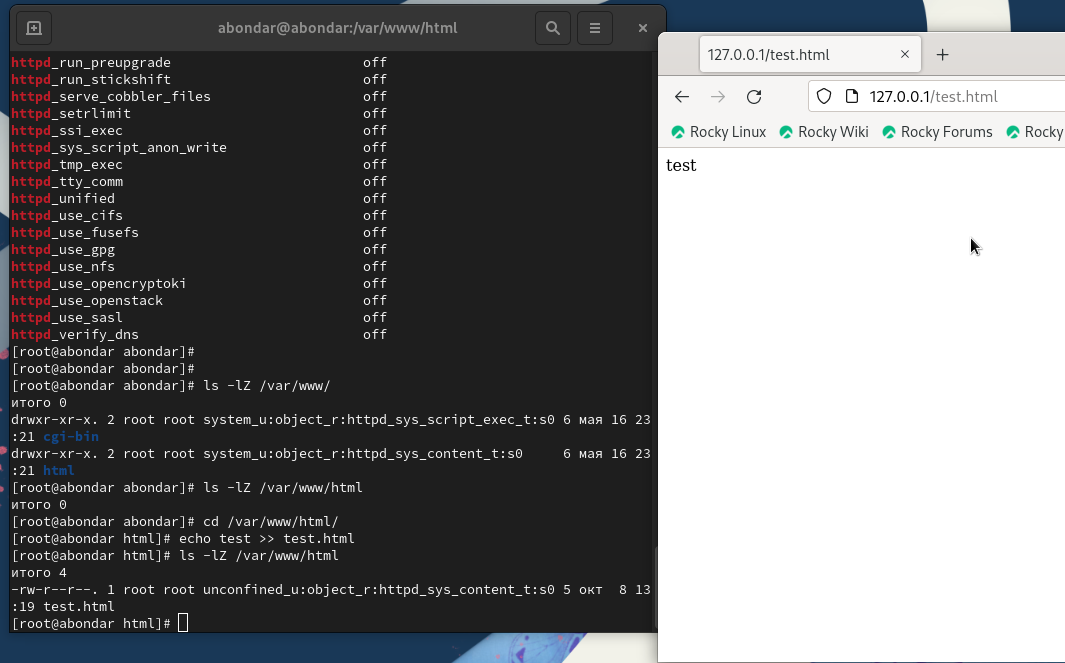 abondar@abondar:/var/www/html
httpd_run_preupgrade off
httpd_run_stickshift off
httpd_serve_cobbler_files off
httpd_setrlimit off
httpd_ssi_exec off
httpd_sys_script_anon_write off
httpd_tmp_exec off
httpd_tty_comm off
httpd_unified off
httpd_use_cifs off
httpd_use_fusefs off
httpd_use_gpg off
httpd_use_nfs off
httpd_use_opencryptoki off
httpd_use_openstack off
httpd_use_sasl off
httpd_verify_dns off
[root@abondar abondar]#
[root@abondar abondar]#
[root@abondar abondar]# ls -lZ /var/www/
итого 0
drwxr-xr-x. 2 root root system_u:object_r:httpd_sys_script_exec_t:s0 6 мая 16 23
:21 cgi-bin
drwxr-xr-x. 2 root root system_u:object_r:httpd_sys_content_t:s0 6 мая 16 23
:21 html
[root@abondar abondar]# ls -lZ /var/www/html
итого 0
[root@abondar abondar]# cd /var/www/html/
[root@abondar html]# echo test >> test.html
[root@abondar html]# ls -lZ /var/www/html
итого 4
-rw-r--r--. 1 root root unconfined_u:object_r:httpd_sys_content_t:s0 5 окт 8 13
:19 test.html
[root@abondar html]#
127.0.0.1/test.html
127.0.0.1/test.html
Rocky Linux Rocky Wiki Rocky Forums Rocky
test